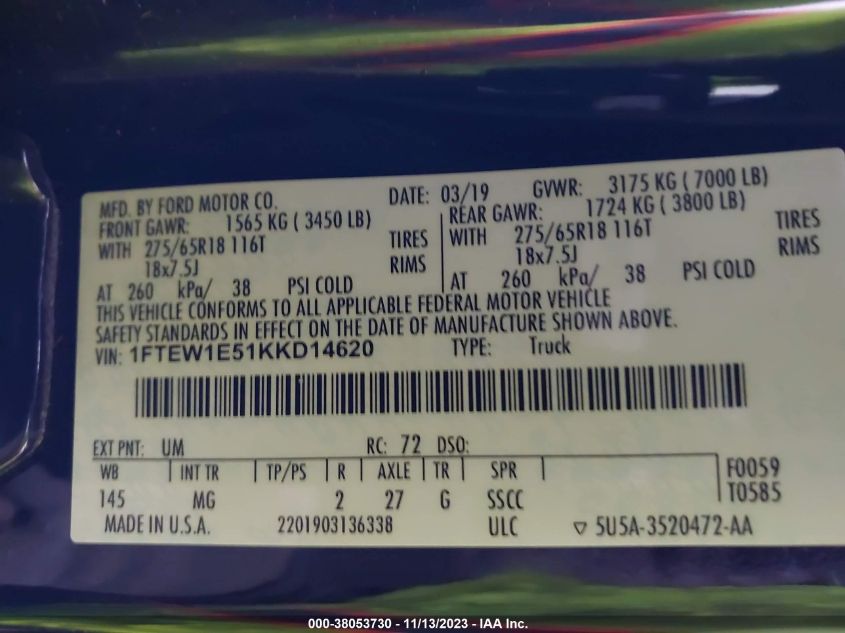 MFD. BY FORD MOTOR CO. DATE: 03/19 GVWR: 3175 KG ( 7000 LB)
FRONT GAWR: 1565 KG ( 3450 LB) REAR GAWR: 1724 KG ( 3800 LB)
WITH 275/65R18 116T TIRES WITH 275/65R18 116T TIRES
18x7.5J RIMS 18x7.5J RIMS
AT 260 kPa/ 38 PSI COLD AT 260 kPa/ 38 PSI COLD
THIS VEHICLE CONFORMS TO ALL APPLICABLE FEDERAL MOTOR VEHICLE
SAFETY STANDARDS IN EFFECT ON THE DATE OF MANUFACTURE SHOWN ABOVE.
VIN: 1FTEW1E51KKD14620 TYPE: Truck
EXT PNT: UM RC: 72 DSO:
WB INT TR TP/PS R AXLE TR SPR F0059
145 MG 2 27 G SSCC T0585
MADE IN U.S.A. 2201903136338 ULC ▽ 5U5A-3520472-AA
000-38053730 - 11/13/2023 - IAA Inc.